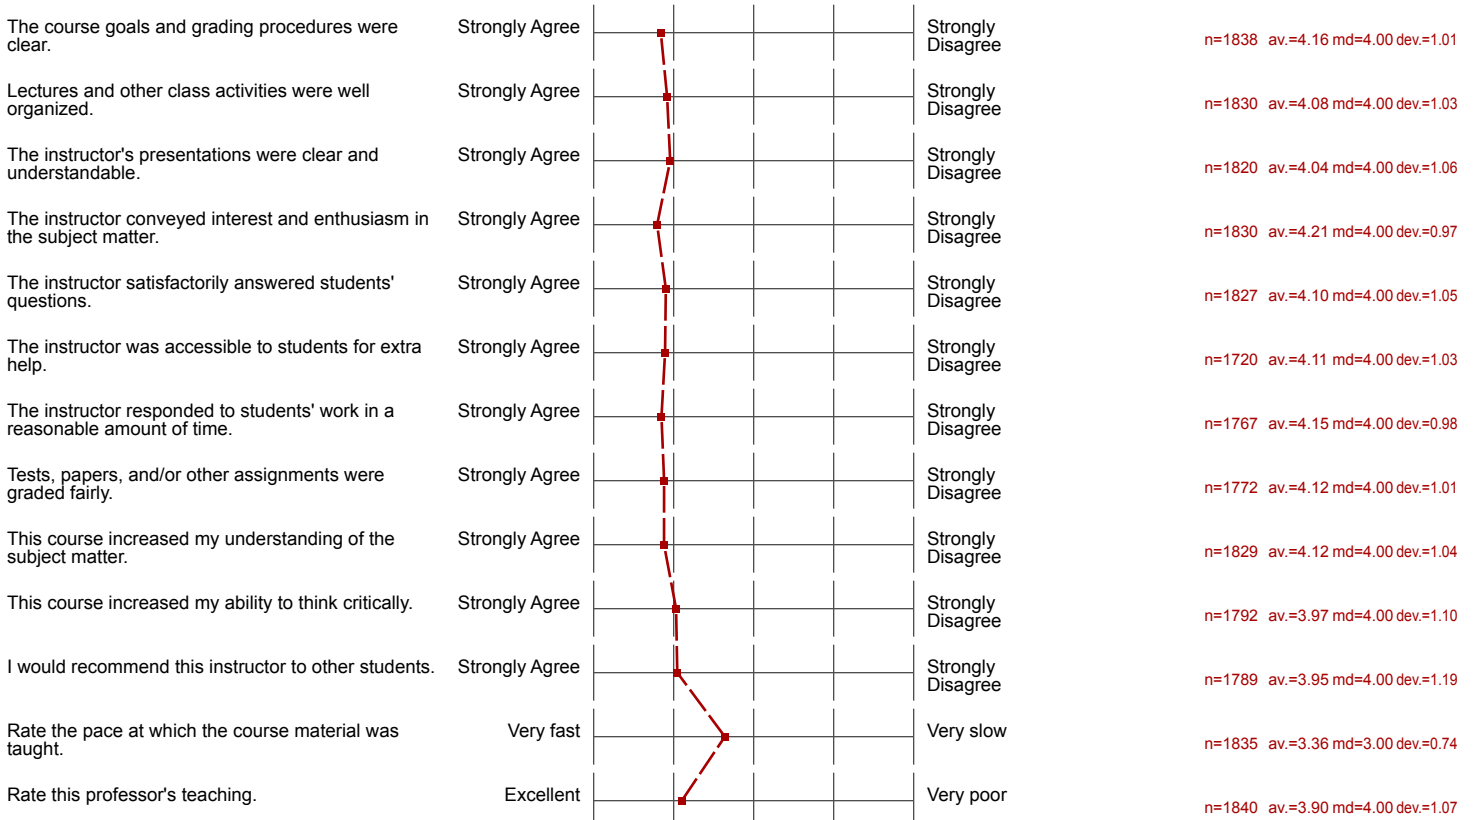 The course goals and grading procedures were
clear.
Strongly Agree
Strongly
Disagree
n=1838 av.=4.16 md=4.00 dev.=1.01
Lectures and other class activities were well
organized.
Strongly Agree
Strongly
Disagree
n=1830 av.=4.08 md=4.00 dev.=1.03
The instructor's presentations were clear and
understandable.
Strongly Agree
Strongly
Disagree
n=1820 av.=4.04 md=4.00 dev.=1.06
The instructor conveyed interest and enthusiasm in
the subject matter.
Strongly Agree
Strongly
Disagree
n=1830 av.=4.21 md=4.00 dev.=0.97
The instructor satisfactorily answered students'
questions.
Strongly Agree
Strongly
Disagree
n=1827 av.=4.10 md=4.00 dev.=1.05
The instructor was accessible to students for extra
help.
Strongly Agree
Strongly
Disagree
n=1720 av.=4.11 md=4.00 dev.=1.03
The instructor responded to students' work in a
reasonable amount of time.
Strongly Agree
Strongly
Disagree
n=1767 av.=4.15 md=4.00 dev.=0.98
Tests, papers, and/or other assignments were
graded fairly.
Strongly Agree
Strongly
Disagree
n=1772 av.=4.12 md=4.00 dev.=1.01
This course increased my understanding of the
subject matter.
Strongly Agree
Strongly
Disagree
n=1829 av.=4.12 md=4.00 dev.=1.04
This course increased my ability to think critically.
Strongly Agree
Strongly
Disagree
n=1792 av.=3.97 md=4.00 dev.=1.10
I would recommend this instructor to other students.
Strongly Agree
Strongly
Disagree
n=1789 av.=3.95 md=4.00 dev.=1.19
Rate the pace at which the course material was
taught.
Very fast
Very slow
n=1835 av.=3.36 md=3.00 dev.=0.74
Rate this professor's teaching.
Excellent
Very poor
n=1840 av.=3.90 md=4.00 dev.=1.07